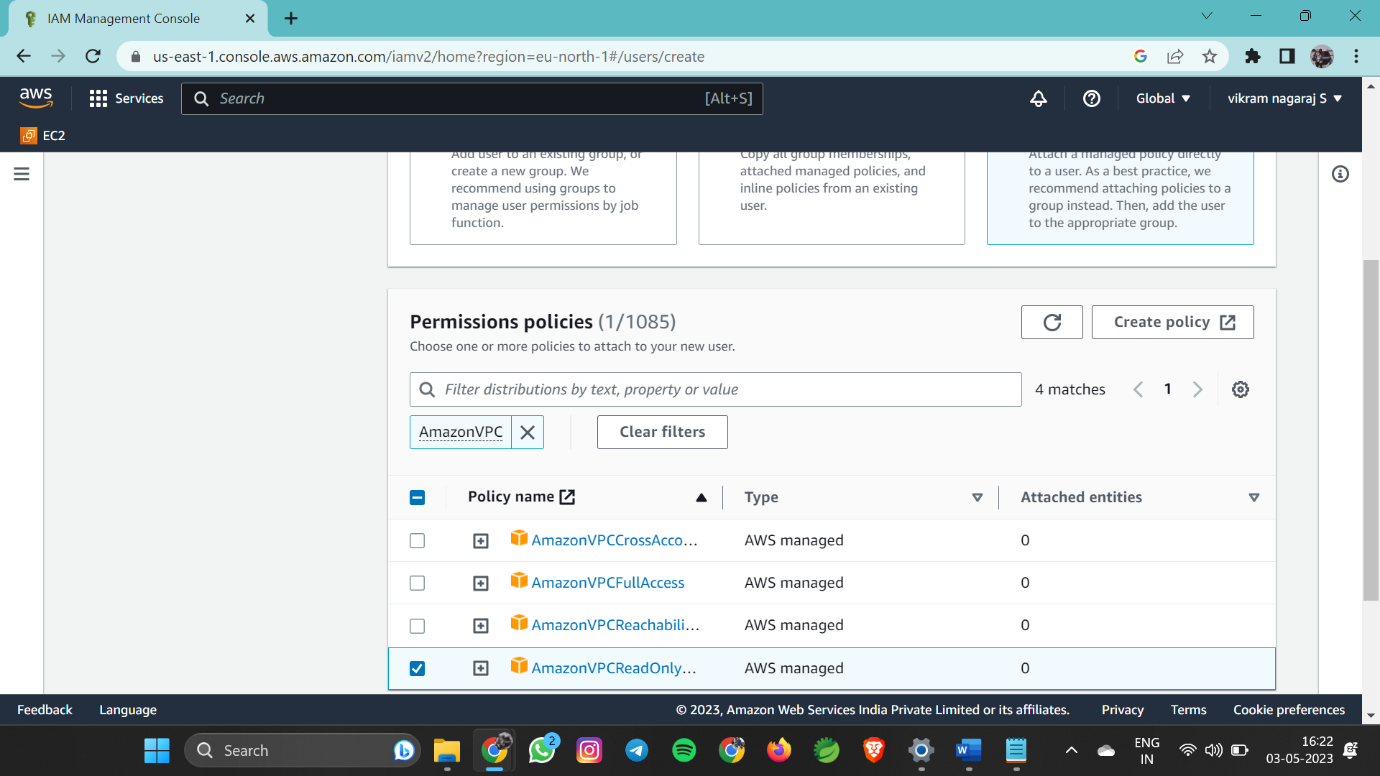 IAM Management Console
us-east-1.console.aws.amazon.com/iamv2/home?region=eu-north-1#/users/create
aws
Services
Search
[Alt+S]
Global
vikram nagaraj S
EC2
Add user to an existing group, or
create a new group. We
recommend using groups to
manage user permissions by job
function.
Copy all group memberships,
attached managed policies, and
inline policies from an existing
user.
Attach a managed policy directly
to a user. As a best practice, we
recommend attaching policies to a
group instead. Then, add the user
to the appropriate group.
Permissions policies (1/1085)
Choose one or more policies to attach to your new user.
Create policy
Filter distributions by text, property or value
4 matches
1
AmazonVPC
Clear filters
Policy name
Type
Attached entities
AmazonVPCCrossAcco...
AWS managed
0
AmazonVPCFullAccess
AWS managed
0
AmazonVPCReachabili...
AWS managed
0
AmazonVPCReadOnly...
AWS managed
0
Feedback
Language
© 2023, Amazon Web Services India Private Limited or its affiliates.
Privacy
Terms
Cookie preferences
Search
2
ENG
IN
16:22
03-05-2023